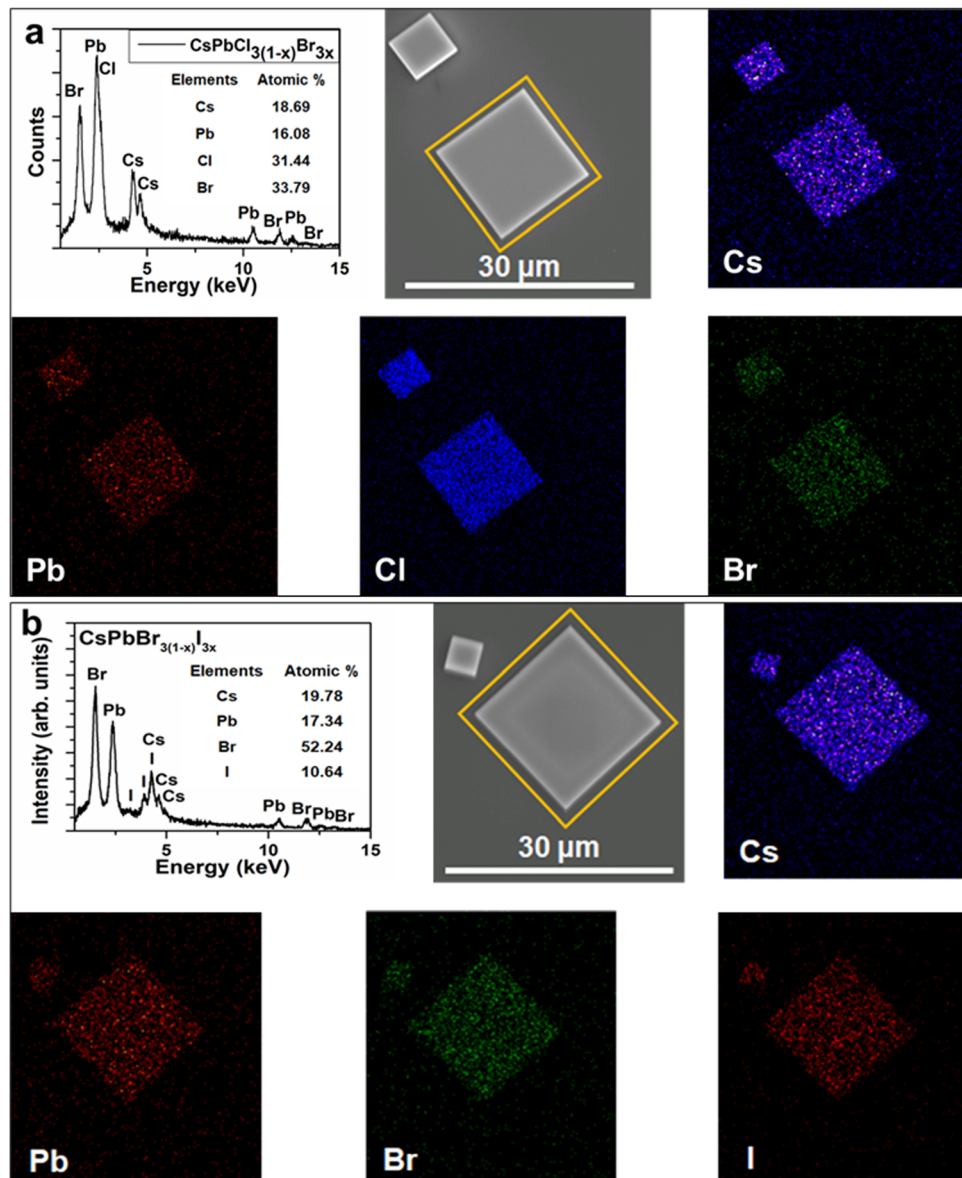 a
CsPbCl3(1-x)Br3x
Elements Atomic %
Cs 18.69
Pb 16.08
Cl 31.44
Br 33.79
Br
Pb
Cl
Cs
Cs
Pb
Br
Pb
Br
Counts
5 10 15
Energy (keV)
30 µm
Cs
Pb
Cl
Br
b
CsPbBr3(1-x)I3x
Elements Atomic %
Cs 19.78
Pb 17.34
Br 52.24
I 10.64
Br
Pb
I
I
Cs
I
Cs
Cs
Pb
Br
Pb
Br
Intensity (arb. units)
5 10 15
Energy (keV)
30 µm
Cs
Pb
Br
I